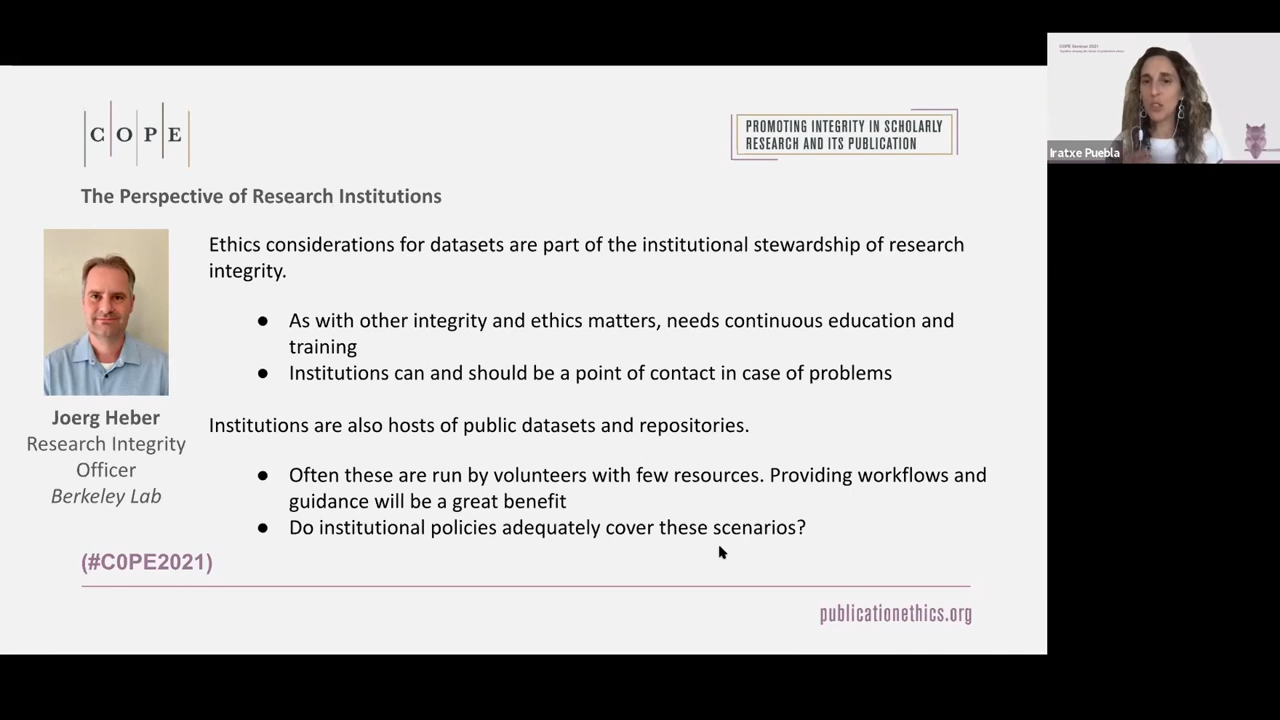 COPE
PROMOTING INTEGRITY IN SCHOLARLY
RESEARCH AND ITS PUBLICATION
COPE Seminar 2021
Iratxe Puebla
The Perspective of Research Institutions
Ethics considerations for datasets are part of the institutional stewardship of research
integrity.
● As with other integrity and ethics matters, needs continuous education and
training
● Institutions can and should be a point of contact in case of problems
Joerg Heber
Research Integrity
Officer
Berkeley Lab
Institutions are also hosts of public datasets and repositories.
● Often these are run by volunteers with few resources. Providing workflows and
guidance will be a great benefit
● Do institutional policies adequately cover these scenarios?
(#C0PE2021)
publicationethics.org